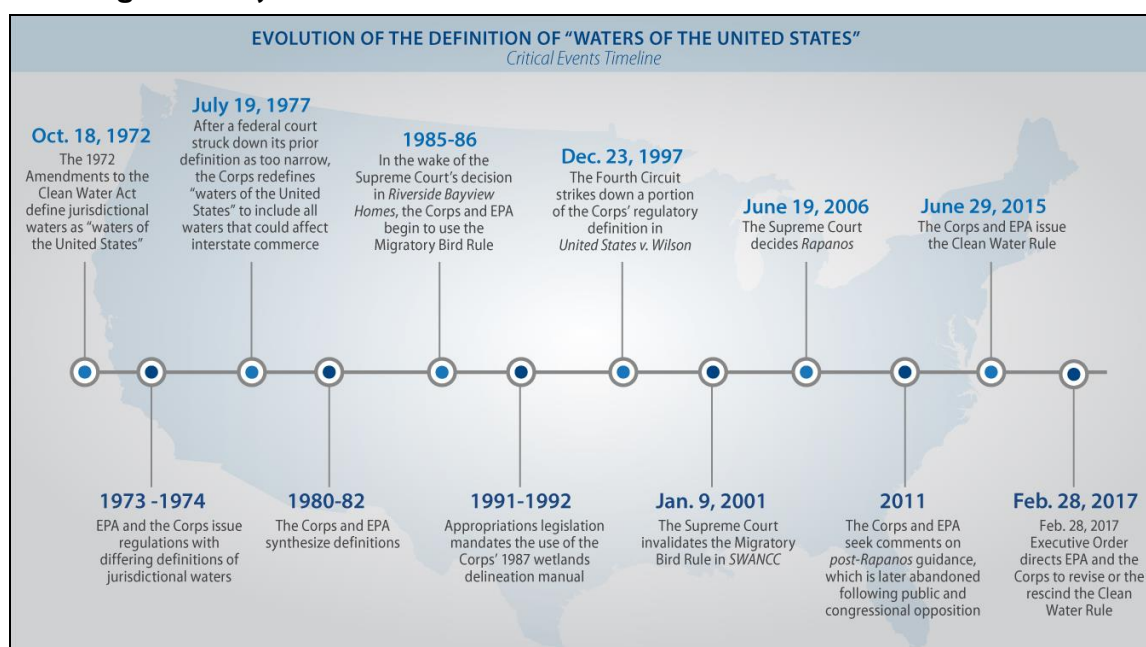 EVOLUTION OF THE DEFINITION OF “WATERS OF THE UNITED STATES”
Critical Events Timeline
Oct. 18, 1972
The 1972
Amendments to the
Clean Water Act
define jurisdictional
waters as “waters of
the United States”
July 19, 1977
After a federal court
struck down its prior
definition as too narrow,
the Corps redefines
“waters of the United
States” to include all
waters that could affect
interstate commerce
1985-86
In the wake of the
Supreme Court’s decision
in Riverside Bayview
Homes, the Corps and EPA
begin to use the
Migratory Bird Rule
Dec. 23, 1997
The Fourth Circuit
strikes down a portion
of the Corps’ regulatory
definition in
United States v. Wilson
June 19, 2006
The Supreme Court
decides Rapanos
June 29, 2015
The Corps and EPA issue
the Clean Water Rule
1973 -1974
EPA and the Corps issue
regulations with
differing definitions of
jurisdictional waters
1980-82
The Corps and EPA
synthesize definitions
1991-1992
Appropriations legislation
mandates the use of the
Corps’ 1987 wetlands
delineation manual
Jan. 9, 2001
The Supreme Court
invalidates the Migratory
Bird Rule in SWANCC
2011
The Corps and EPA
seek comments on
post-Rapanos guidance,
which is later abandoned
following public and
congressional opposition
Feb. 28, 2017
Feb. 28, 2017
Executive Order
directs EPA and the
Corps to revise or the
rescind the Clean
Water Rule